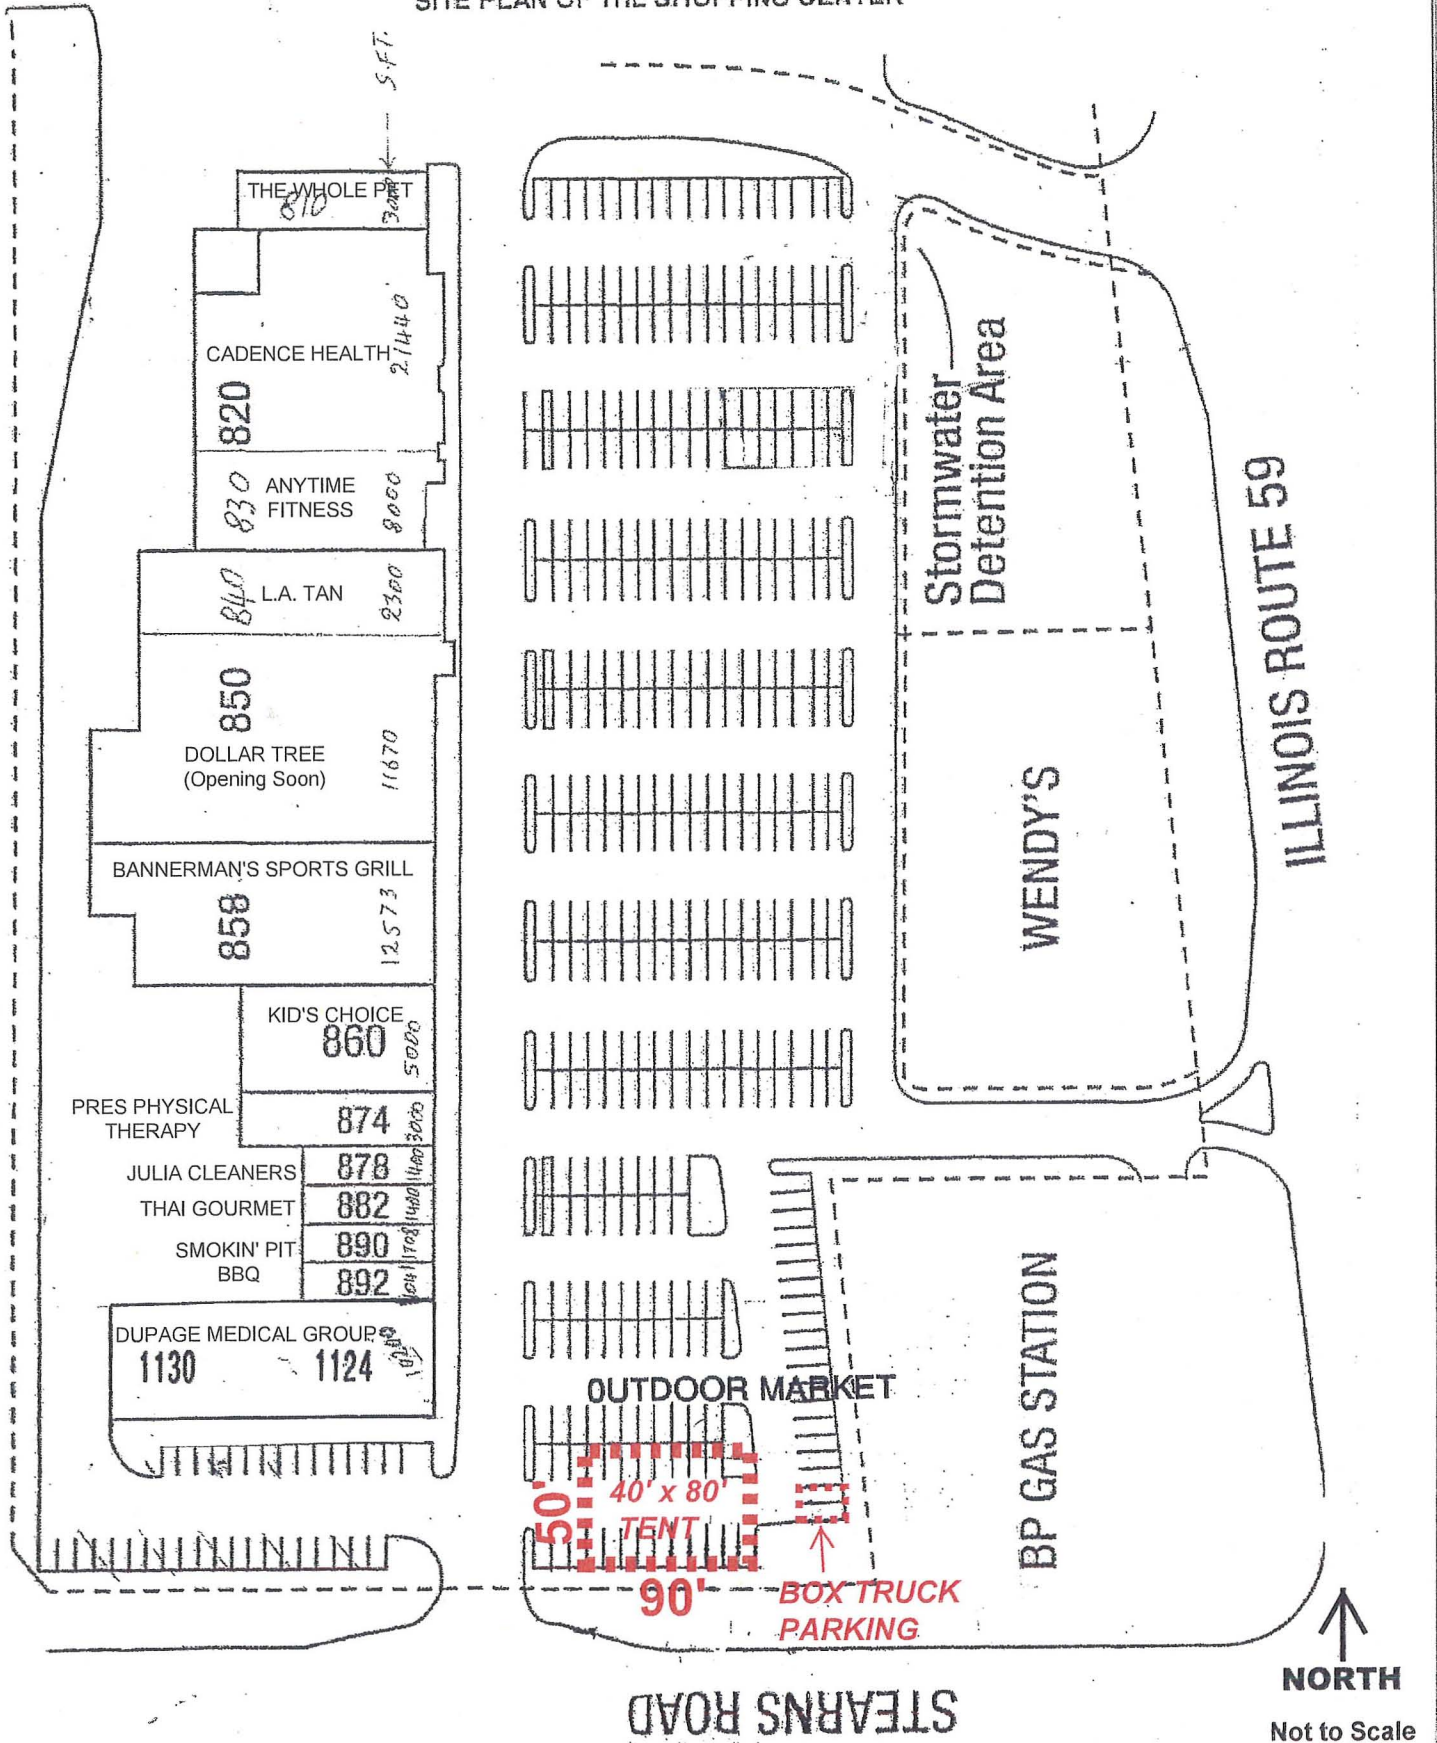 SITE PLAN OF THE SHOPPING CENTER
S.FT.
THE WHOLE PET
810
3000
CADENCE HEALTH
820
21440
ANYTIME
FITNESS
830
8000
L.A. TAN
840
2300
850
DOLLAR TREE
(Opening Soon)
11670
BANNERMAN'S SPORTS GRILL
858
12573
KID'S CHOICE
860
5000
PRES PHYSICAL
THERAPY
874
3000
JULIA CLEANERS
878
1400
THAI GOURMET
882
1400
SMOKIN' PIT
BBQ
890
1708
892
DUPAGE MEDICAL GROUP
1130
1124
Stormwater
Detention Area
WENDY'S
ILLINOIS ROUTE 59
BP GAS STATION
OUTDOOR MARKET
40' x 80'
TENT
50'
90'
BOX TRUCK
PARKING
STEARNS ROAD
NORTH
Not to Scale